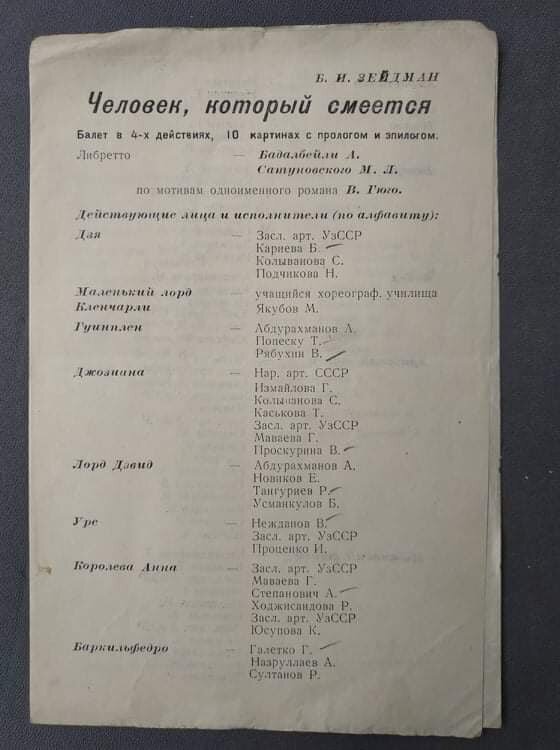 Б. И. ЗЕЙДМАН
Человек, который смеется
Балет в 4-х действиях, 10 картинах с прологом и эпилогом.
Либретто — Бадалбейли А.
Сатуновского М. Л.
по мотивам одноименного романа В. Гюго.
Действующие лица и исполнители (по алфавиту):
Дэя — Засл. арт. УзССР
Кариева Б.
Колыванова С.
Подчикова Н.
Маленький лорд — учащийся хореограф. училища
Кленчарли Якубов М.
Гуинплен — Абдурахманов А.
Попеску Т.
Рябухин В.
Джозиана — Нар. арт. СССР
Измайлова Г.
Колыванова С.
Каськова Т.
Засл. арт. УзССР
Маваева Г.
Проскурина В.
Лорд Дэвид — Абдурахманов А.
Новиков Е.
Тангуриев Р.
Усманкулов Б.
Урс — Нежданов В.
Засл. арт. УзССР
Проценко И.
Королева Анна — Засл. арт. УзССР
Маваева Г.
Степанович А.
Ходжисаидова Р.
Засл. арт. УзССР
Юсупова К.
Баркильфедро — Галетко Г.
Назруллаев А.
Султанов Р.